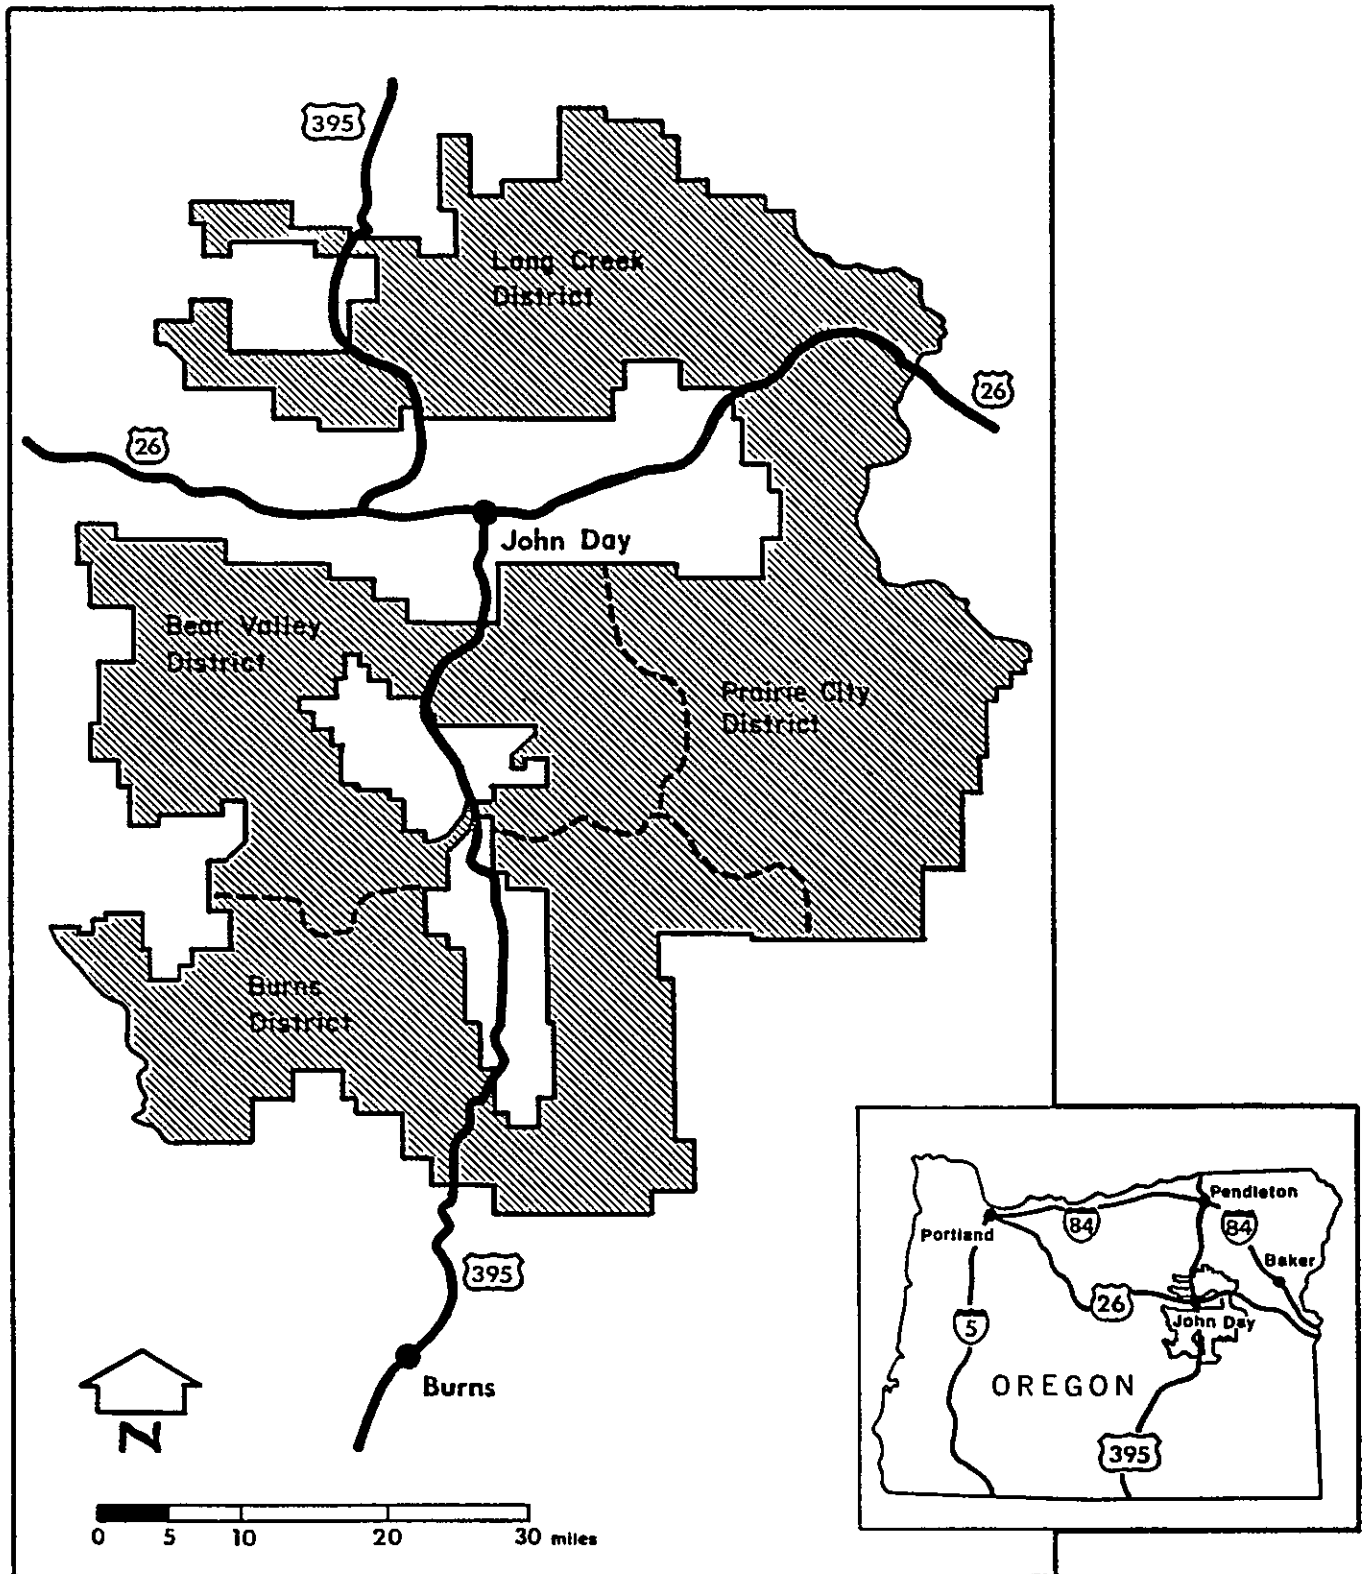 395
Long Creek
District
26
26
John Day
Bear Valley
District
Prairie City
District
Burns
District
395
Burns
N
0 5 10 20 30 miles
Pendleton
84
84
Portland
Baker
26
5
John Day
OREGON
395